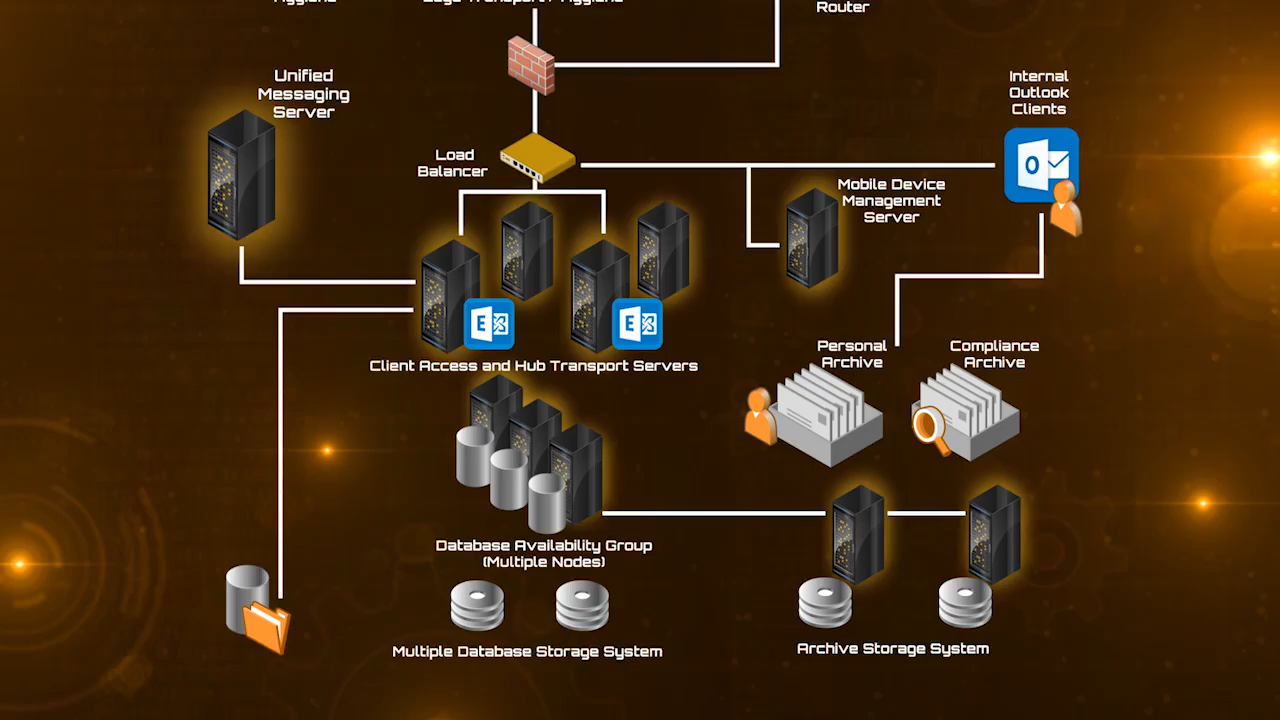 Router
Unified
Messaging
Server
Internal
Outlook
Clients
Load
Balancer
Mobile Device
Management
Server
Client Access and Hub Transport Servers
Personal
Archive
Compliance
Archive
Database Availability Group
(Multiple Nodes)
Multiple Database Storage System
Archive Storage System